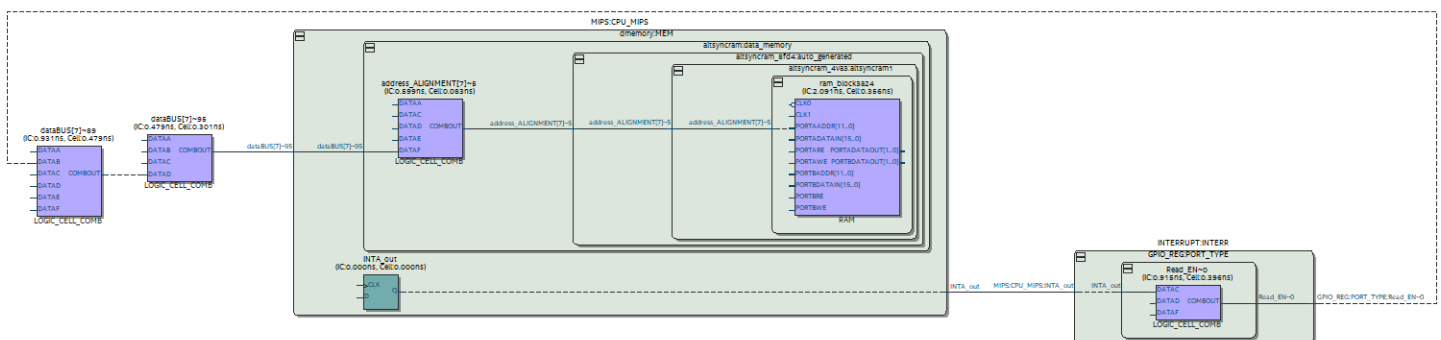 MIPS:CPU_MIPS
dmemory:MEM
altsyncram:data_memory
altsyncram_8fd4:auto_generated
altsyncram_4va3:altsyncram1
ram_block3a24
(IC:2.091ns, Cell:0.366ns)
CLK0
CLK1
PORTAADDR[11..0]
PORTADATAIN[15..0]
PORTARE PORTADATAOUT[1..0]
PORTAWE PORTBDATAOUT[1..0]
PORTBADDR[11..0]
PORTBDATAIN[15..0]
PORTBRE
PORTBWE
RAM
address_ALIGNMENT[7]~5
(IC:0.599ns, Cell:0.083ns)
DATAA
DATAC
DATAD COMBOUT
DATAE
DATAF
LOGIC_CELL_COMB
address_ALIGNMENT[7]~5
address_ALIGNMENT[7]~5
address_ALIGNMENT[7]~5
dataBUS[7]~95
(IC:0.479ns, Cell:0.301ns)
DATAA
DATAB COMBOUT
DATAC
DATAD
LOGIC_CELL_COMB
dataBUS[7]~95
dataBUS[7]~95
dataBUS[7]~89
(IC:0.931ns, Cell:0.479ns)
DATAA
DATAB
DATAC COMBOUT
DATAD
DATAE
DATAF
LOGIC_CELL_COMB
INTA_out
(IC:0.000ns, Cell:0.000ns)
CLK
D
Q
INTA_out
MIPS:CPU_MIPS:INTA_out
INTA_out
INTERRUPT:INTERR
GPIO_REG:PORT_TYPE
Read_EN~0
(IC:0.915ns, Cell:0.396ns)
DATAC
DATAD COMBOUT
DATAF
LOGIC_CELL_COMB
Read_EN~0
GPIO_REG:PORT_TYPE:Read_EN~0